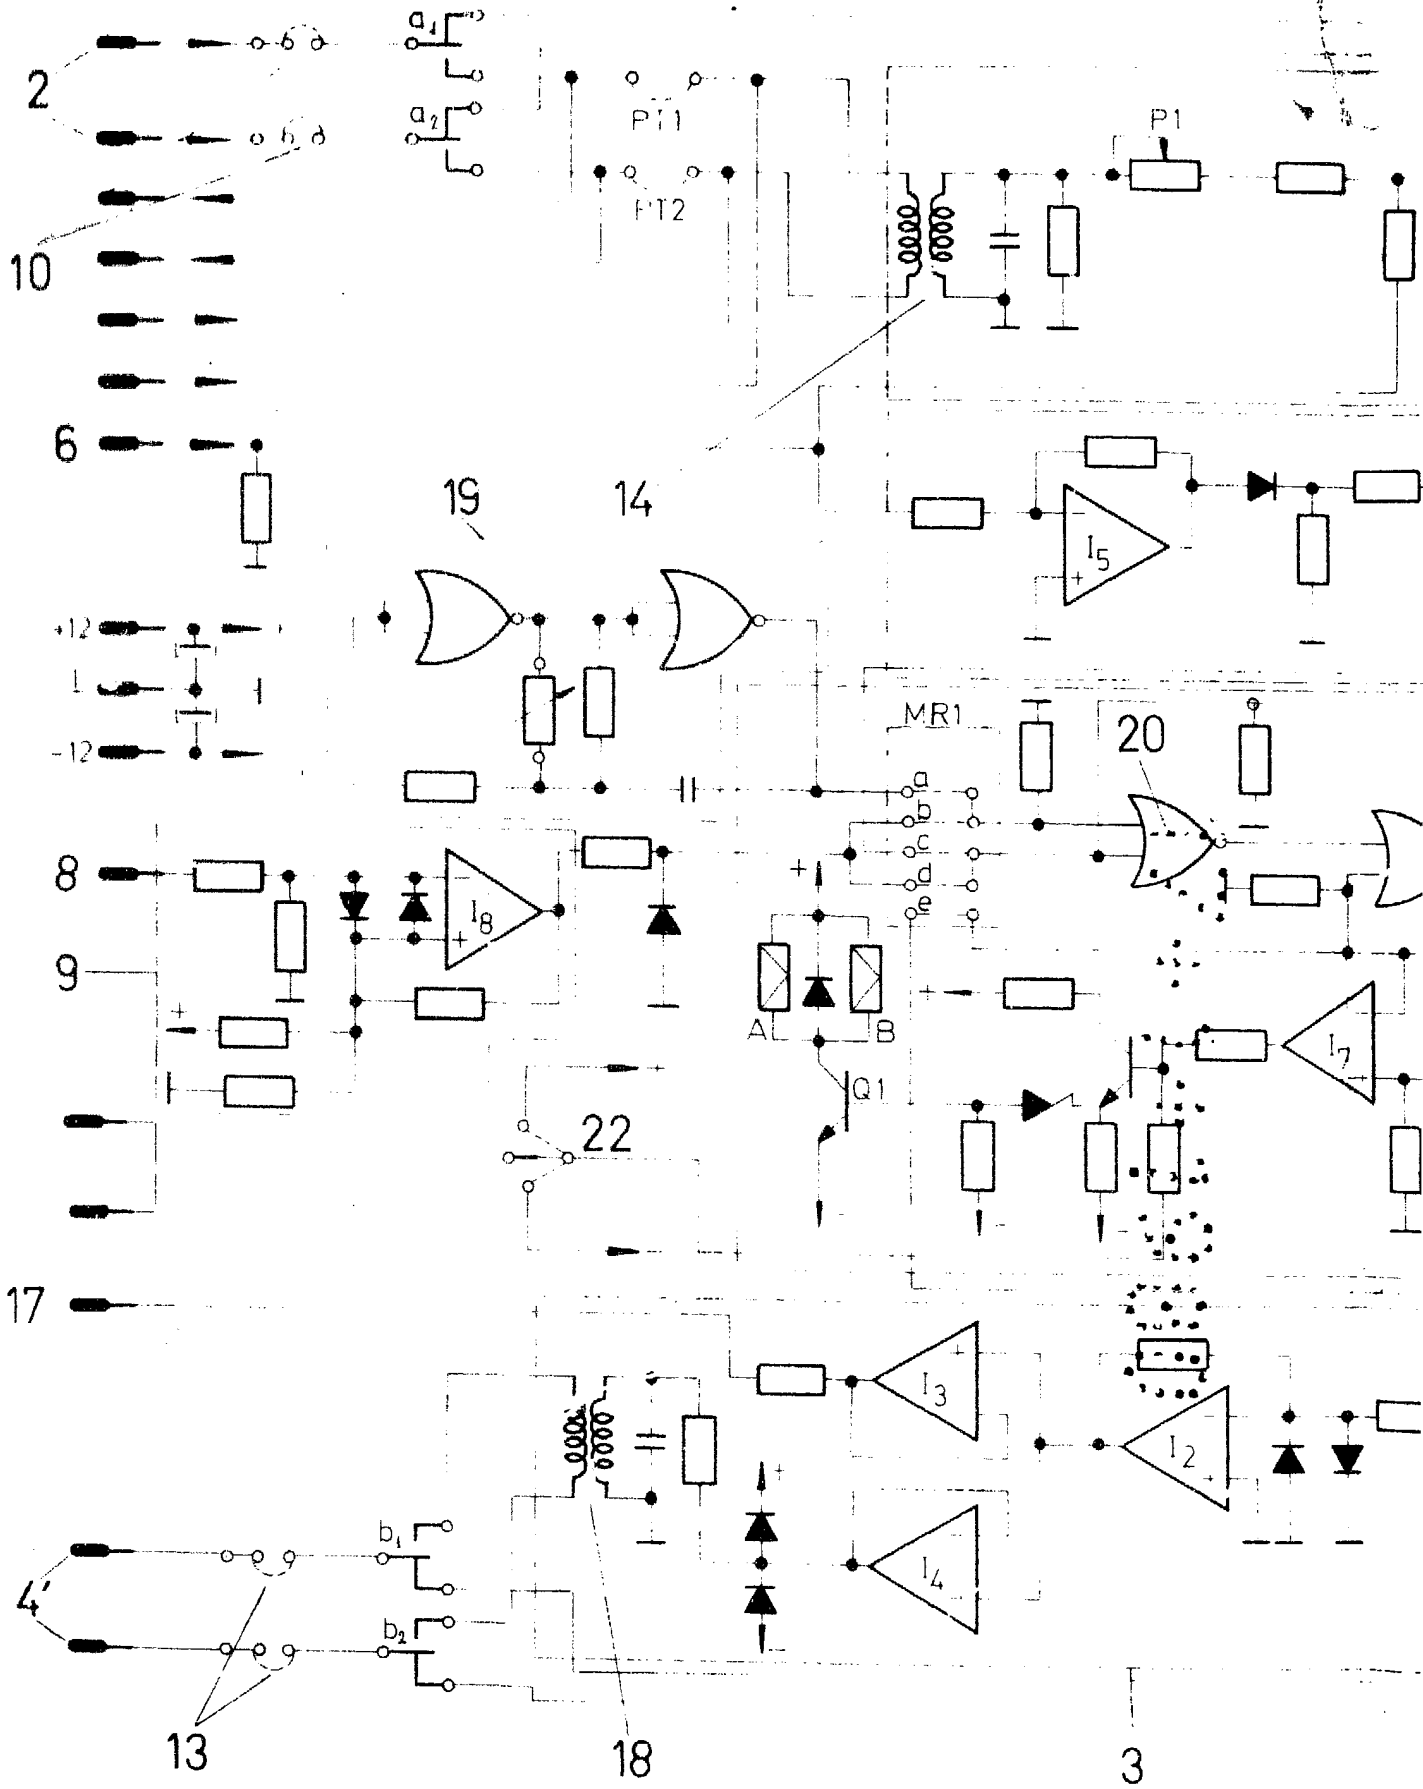 a1
2
a2
PT1
P1
PT2
10
6
19
14
I5
+
−
+12
-12
MR1
20
a
b
c
d
e
8
I8
−
+
+
9
+
+
A
B
I7
Q1
22
+
17
I3
+
I2
+
+
b1
I4
4'
b2
13
18
3